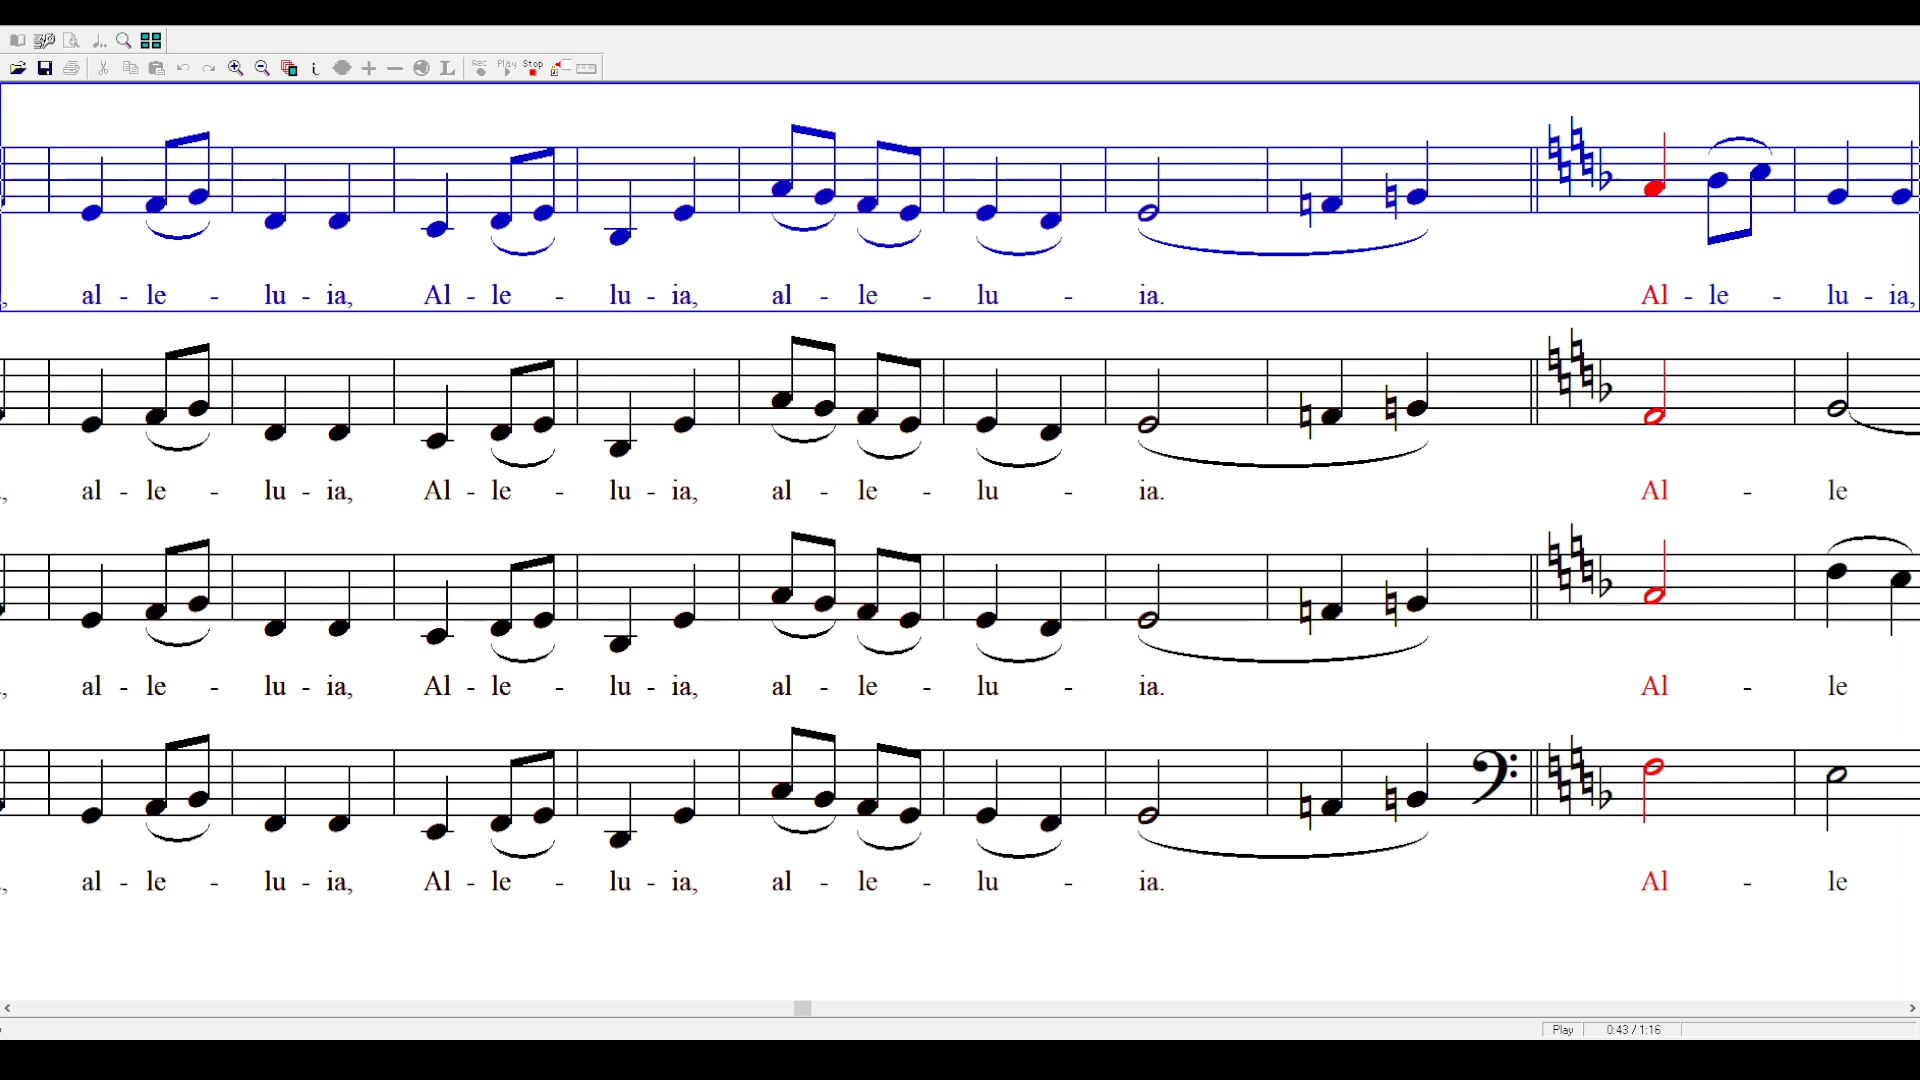 Rec Play Stop
, al - le - lu - ia, Al - le - lu - ia, al - le - lu - ia. Al - le - lu - ia,
, al - le - lu - ia, Al - le - lu - ia, al - le - lu - ia. Al - le
, al - le - lu - ia, Al - le - lu - ia, al - le - lu - ia. Al - le
, al - le - lu - ia, Al - le - lu - ia, al - le - lu - ia. Al - le
Play 0:43 / 1:16